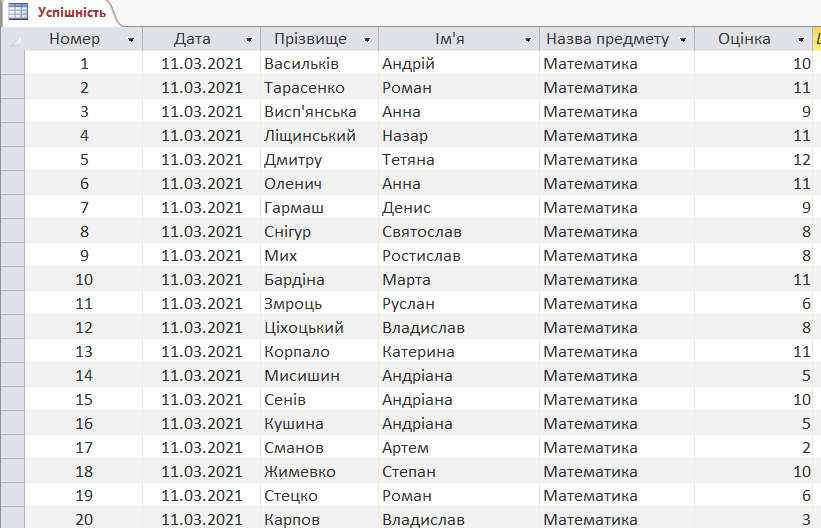 Успішність
Номер Дата Прізвище Ім'я Назва предмету Оцінка
1 11.03.2021 Васильків Андрій Математика 10
2 11.03.2021 Тарасенко Роман Математика 11
3 11.03.2021 Висп'янська Анна Математика 9
4 11.03.2021 Ліщинський Назар Математика 11
5 11.03.2021 Дмитру Тетяна Математика 12
6 11.03.2021 Оленич Анна Математика 11
7 11.03.2021 Гармаш Денис Математика 9
8 11.03.2021 Снігур Святослав Математика 8
9 11.03.2021 Мих Ростислав Математика 8
10 11.03.2021 Бардіна Марта Математика 11
11 11.03.2021 Змроць Руслан Математика 6
12 11.03.2021 Ціхоцький Владислав Математика 8
13 11.03.2021 Корпало Катерина Математика 11
14 11.03.2021 Мисишин Андріана Математика 5
15 11.03.2021 Сенів Андріана Математика 10
16 11.03.2021 Кушина Андріана Математика 5
17 11.03.2021 Сманов Артем Математика 2
18 11.03.2021 Жимевко Степан Математика 10
19 11.03.2021 Стецко Роман Математика 6
20 11.03.2021 Карпов Владислав Математика 3